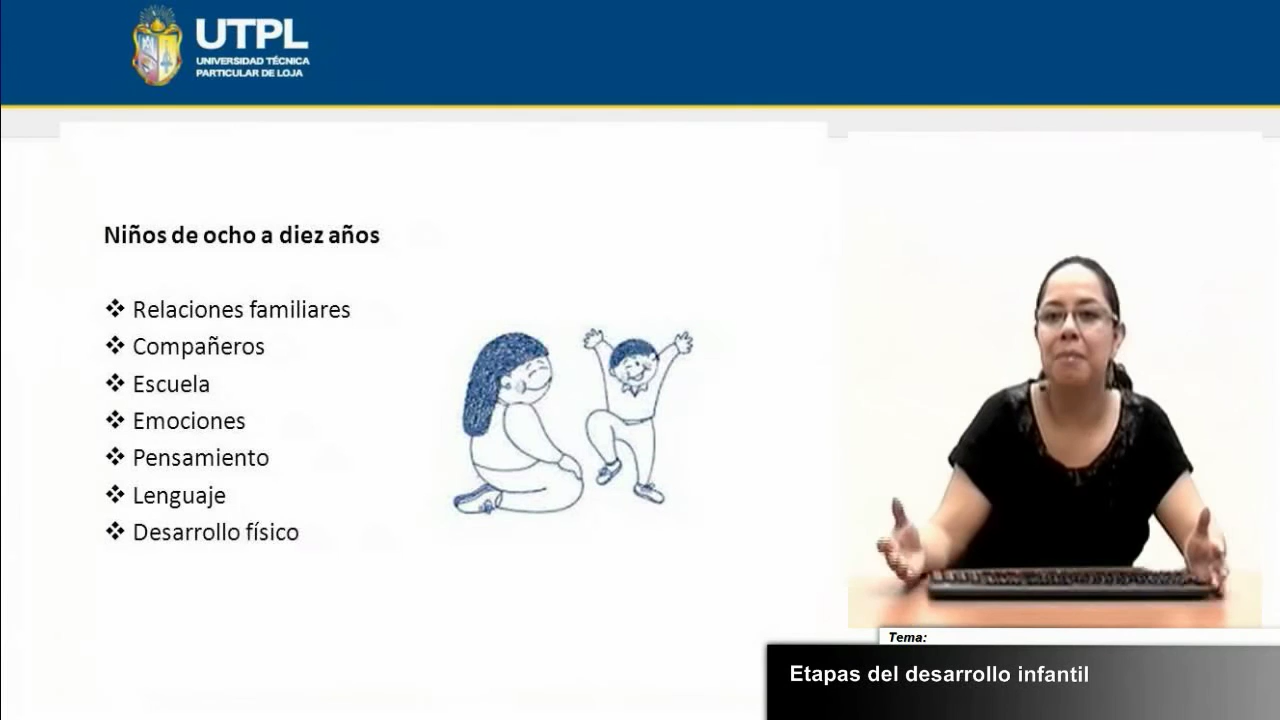 UTPL
UNIVERSIDAD TÉCNICA
PARTICULAR DE LOJA
Niños de ocho a diez años
❖ Relaciones familiares
❖ Compañeros
❖ Escuela
❖ Emociones
❖ Pensamiento
❖ Lenguaje
❖ Desarrollo físico
Tema:
Etapas del desarrollo infantil